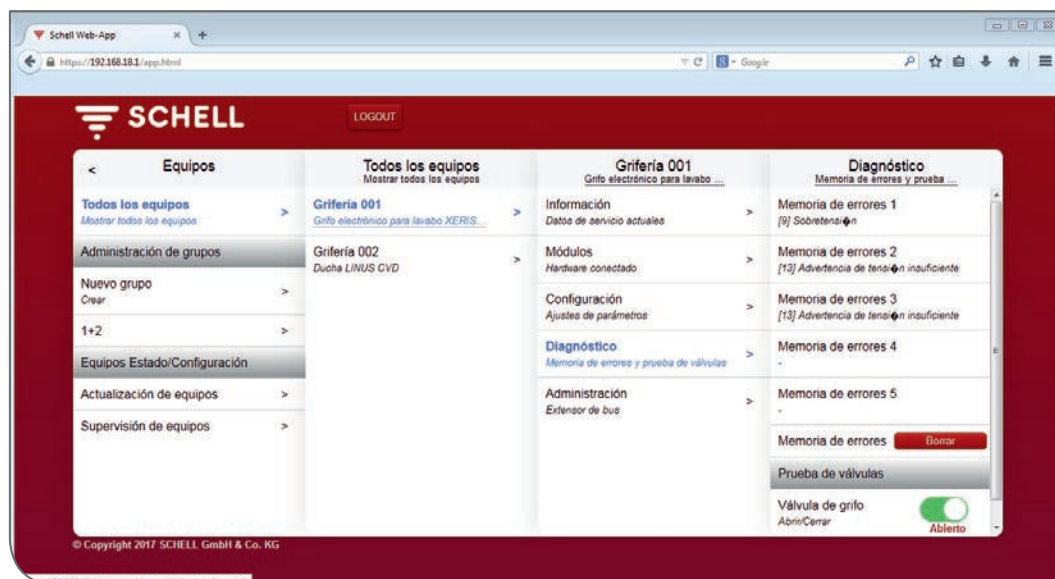 Schell Web-App
https://192.168.18.1/app.html
Google
SCHELL
LOGOUT
< Equipos
Todos los equipos
Mostrar todos los equipos
>
Administración de grupos
Nuevo grupo
Crear
>
1+2 >
Equipos Estado/Configuración
Actualización de equipos >
Supervisión de equipos >
Todos los equipos
Mostrar todos los equipos
Grifería 001
Grifo electrónico para lavabo XERIS...
>
Grifería 002
Ducha LINUS CVD
>
Grifería 001
Grifo electrónico para lavabo ...
Información
Datos de servicio actuales
>
Módulos
Hardware conectado
>
Configuración
Ajustes de parámetros
>
Diagnóstico
Memoria de errores y prueba de válvulas
>
Administración
Extensor de bus
>
Diagnóstico
Memoria de errores y prueba ...
Memoria de errores 1
[9] Sobretensi�n
Memoria de errores 2
[13] Advertencia de tensi�n insuficiente
Memoria de errores 3
[13] Advertencia de tensi�n insuficiente
Memoria de errores 4
-
Memoria de errores 5
-
Memoria de errores Borrar
Prueba de válvulas
Válvula de grifo
Abrir/Cerrar
Abierto
© Copyright 2017 SCHELL GmbH & Co. KG